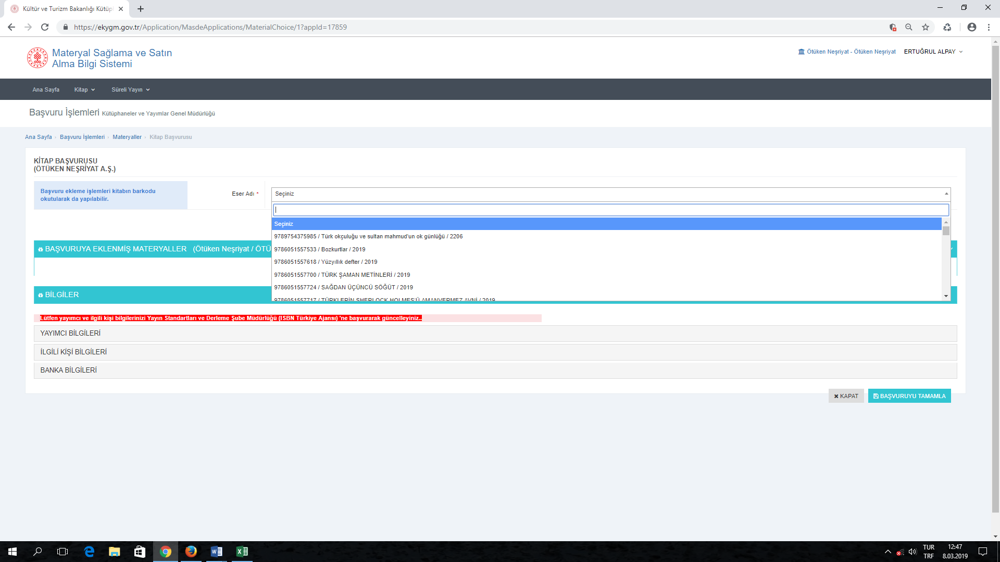 Kültür ve Turizm Bakanlığı Kütüp
https://ekygm.gov.tr/Application/MasdeApplications/MaterialChoice/1?appId=17859
Materyal Sağlama ve Satın
Alma Bilgi Sistemi
Ötüken Neşriyat - Ötüken Neşriyat
ERTUĞRUL ALPAY
Ana Sayfa
Kitap
Süreli Yayın
Başvuru İşlemleri Kütüphaneler ve Yayımlar Genel Müdürlüğü
Ana Sayfa
Başvuru İşlemleri
Materyaller
Kitap Başvurusu
KİTAP BAŞVURUSU
(ÖTÜKEN NEŞRİYAT A.Ş.)
Başvuru ekleme işlemleri kitabın barkodu
okutularak da yapılabilir.
Eser Adı *
Seçiniz
Seçiniz
9789754375985 / Türk okçuluğu ve sultan mahmud'un ok günlüğü / 2206
9786051557533 / Bozkurtlar / 2019
9786051557618 / Yüzyıllık defter / 2019
9786051557700 / TÜRK ŞAMAN METİNLERİ / 2019
9786051557724 / SAĞDAN ÜÇÜNCÜ SÖĞÜT / 2019
9786051557717 / TÜRKLERİN SHERLOCK HOLMES'Ü AMANVERMEZ AVNİ / 2019
BAŞVURUYA EKLENMİŞ MATERYALLER (Ötüken Neşriyat / ÖTÜ
BİLGİLER
Lütfen yayımcı ve ilgili kişi bilgilerinizi Yayın Standartları ve Derleme Şube Müdürlüğü (ISBN Türkiye Ajansı) 'ne başvurarak güncelleyiniz..
YAYIMCI BİLGİLERİ
İLGİLİ KİŞİ BİLGİLERİ
BANKA BİLGİLERİ
KAPAT
BAŞVURUYU TAMAMLA
TUR
TRF
12:47
8.03.2019